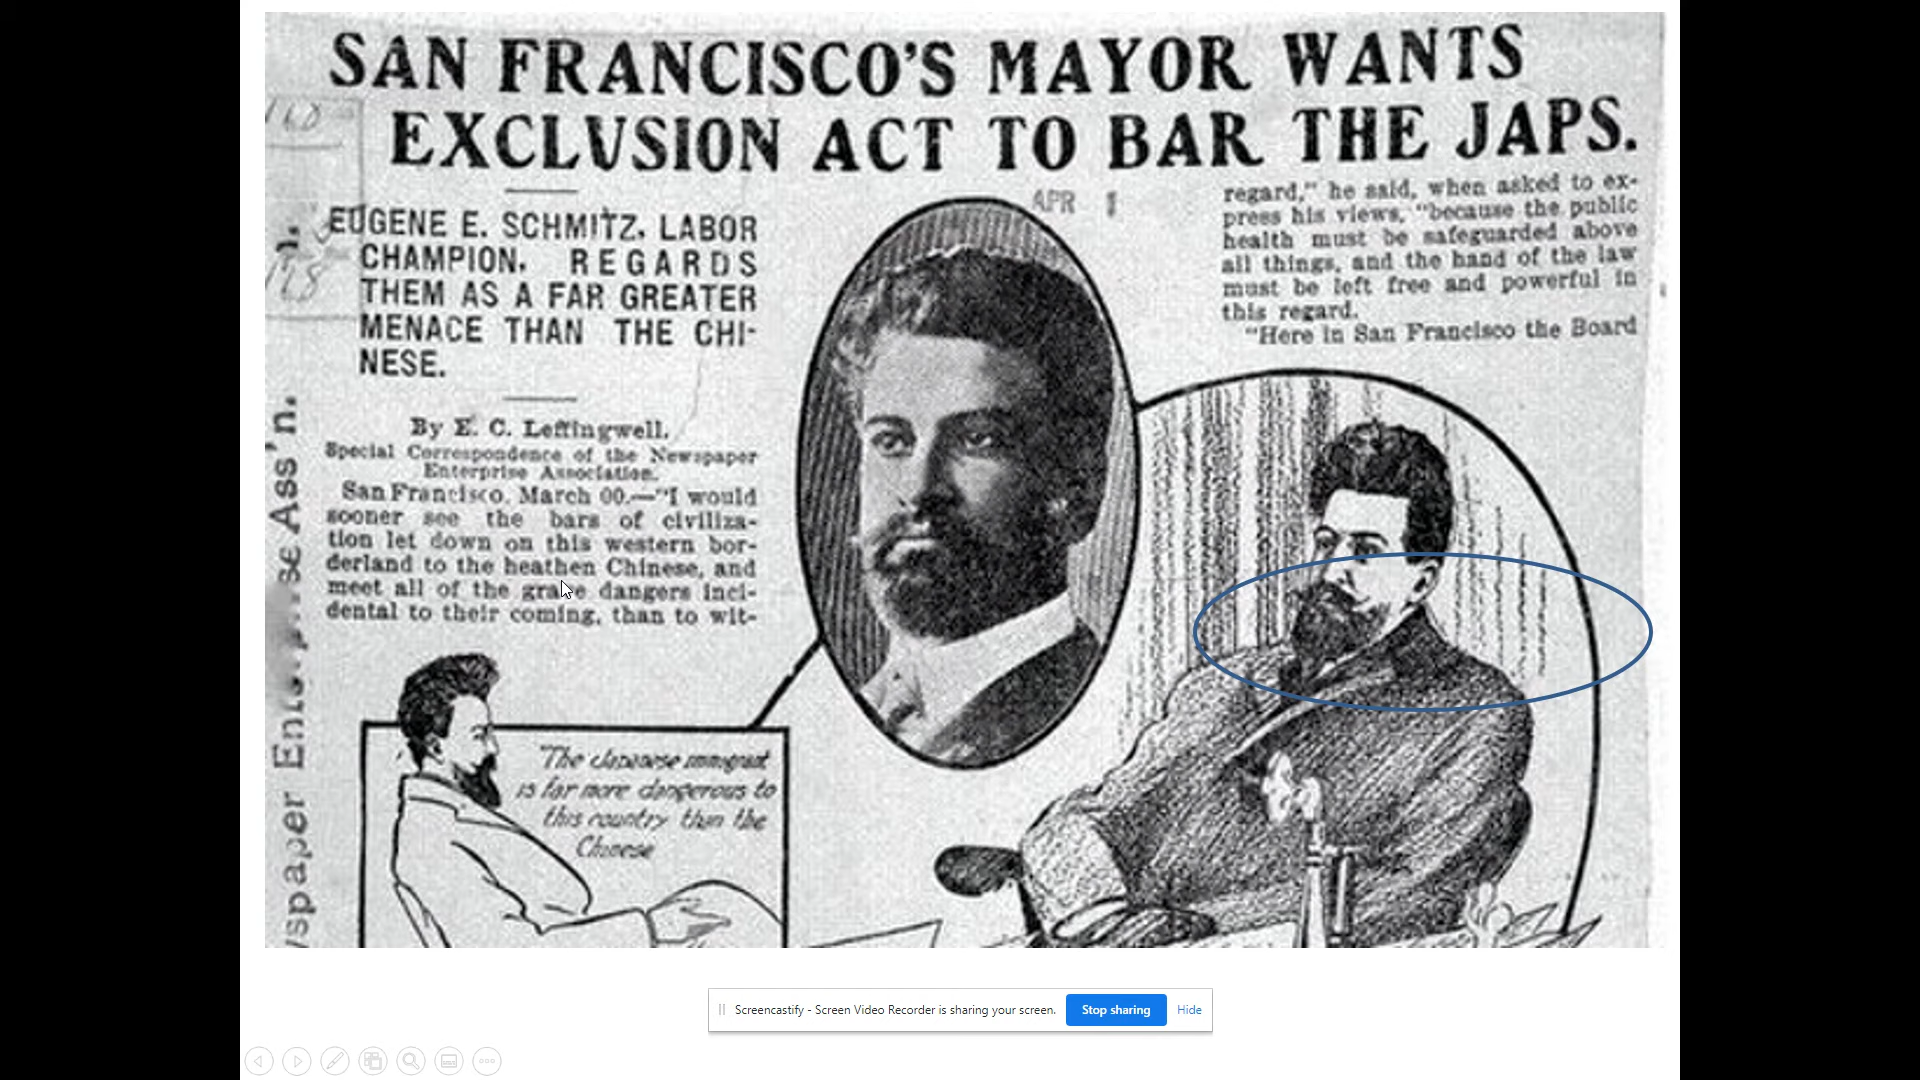 SAN FRANCISCO'S MAYOR WANTS
EXCLVSION ACT TO BAR THE JAPS.
EUGENE E. SCHMITZ, LABOR
CHAMPION, REGARDS
THEM AS A FAR GREATER
MENACE THAN THE CHI-
NESE.
By E. C. Leffingwell.
Special Correspondence of the Newspaper
Enterprise Association.
San Francisco, March 00.—"I would
sooner see the bars of civiliza-
tion let down on this western bor-
derland to the heathen Chinese, and
meet all of the grave dangers inci-
dental to their coming, than to wit-
APR
regard," he said, when asked to ex-
press his views, "because the public
health must be safeguarded above
all things, and the hand of the law
must be left free and powerful in
this regard.
"Here in San Francisco the Board
"The Japanese immigrant
is far more dangerous to
this country than the
Chinese
Ass'n.
Screencastify - Screen Video Recorder is sharing your screen.
Stop sharing
Hide